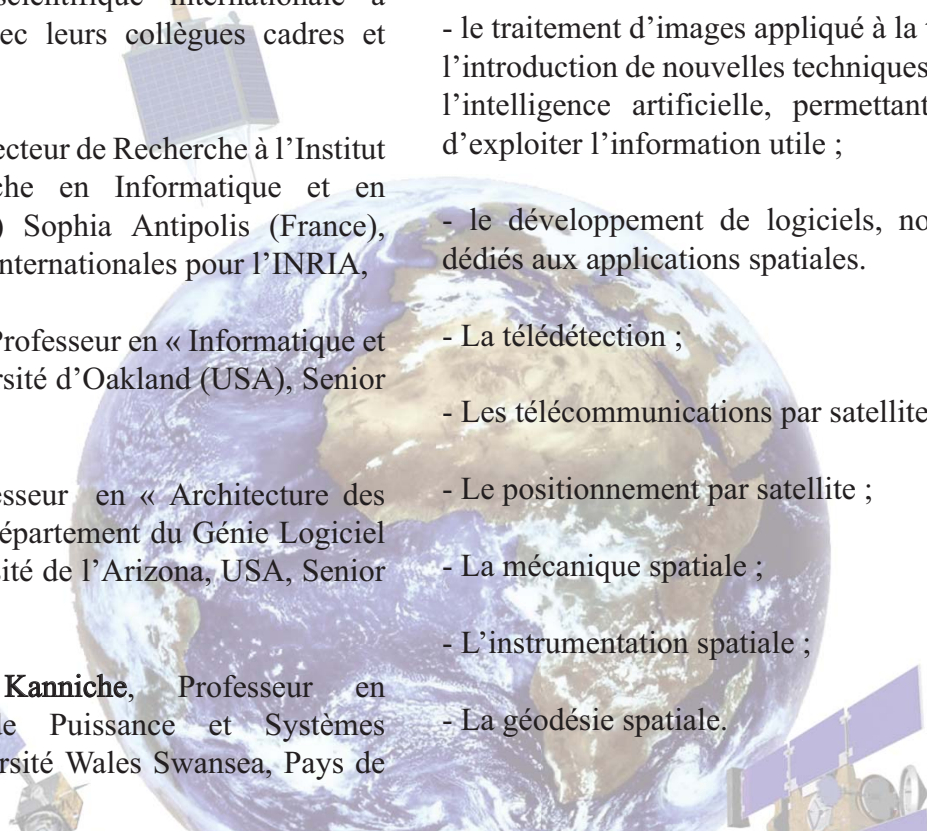 scientifique internationale à
ec leurs collègues cadres et
ecteur de Recherche à l'Institut
che en Informatique et en
) Sophia Antipolis (France),
nternationales pour l'INRIA,
Professeur en « Informatique et
rsité d'Oakland (USA), Senior
esseur en « Architecture des
épartement du Génie Logiciel
sité de l'Arizona, USA, Senior
Kanniche, Professeur en
de Puissance et Systèmes
ersité Wales Swansea, Pays de
- le traitement d'images appliqué à la
l'introduction de nouvelles techniques
l'intelligence artificielle, permettant
d'exploiter l'information utile ;
- le développement de logiciels, no
dédiés aux applications spatiales.
- La télédétection ;
- Les télécommunications par satellite
- Le positionnement par satellite ;
- La mécanique spatiale ;
- L'instrumentation spatiale ;
- La géodésie spatiale.